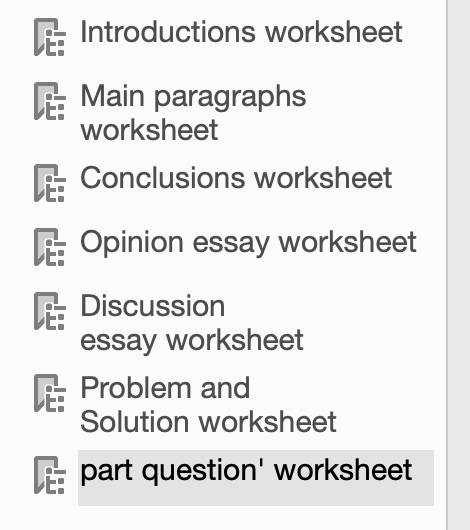 Introductions worksheet
Main paragraphs
worksheet
Conclusions worksheet
Opinion essay worksheet
Discussion
essay worksheet
Problem and
Solution worksheet
part question' worksheet